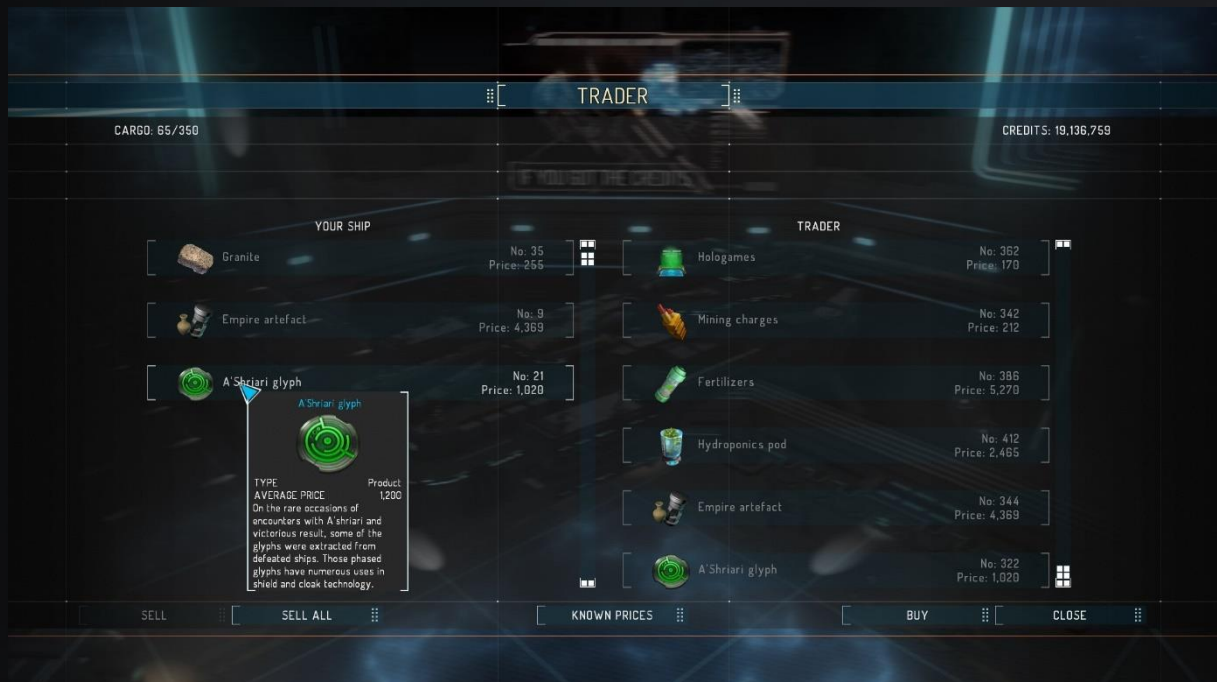 TRADER
CARGO: 65/350
CREDITS: 19,136,759
IF YOU GOT THE CREDITS
YOUR SHIP
Granite
No: 35
Price: 255
Empire artefact
No: 9
Price: 4,369
A'Shriari glyph
No: 21
Price: 1,020
A'Shriari glyph
TYPE Product
AVERAGE PRICE 1,200
On the rare occasions of
encounters with A'shriari and
victorious result, some of the
glyphs were extracted from
defeated ships. Those phased
glyphs have numerous uses in
shield and cloak technology.
TRADER
Hologames
No: 362
Price: 170
Mining charges
No: 342
Price: 212
Fertilizers
No: 386
Price: 5,270
Hydroponics pod
No: 412
Price: 2,465
Empire artefact
No: 344
Price: 4,369
A'Shriari glyph
No: 322
Price: 1,020
SELL
SELL ALL
KNOWN PRICES
BUY
CLOSE